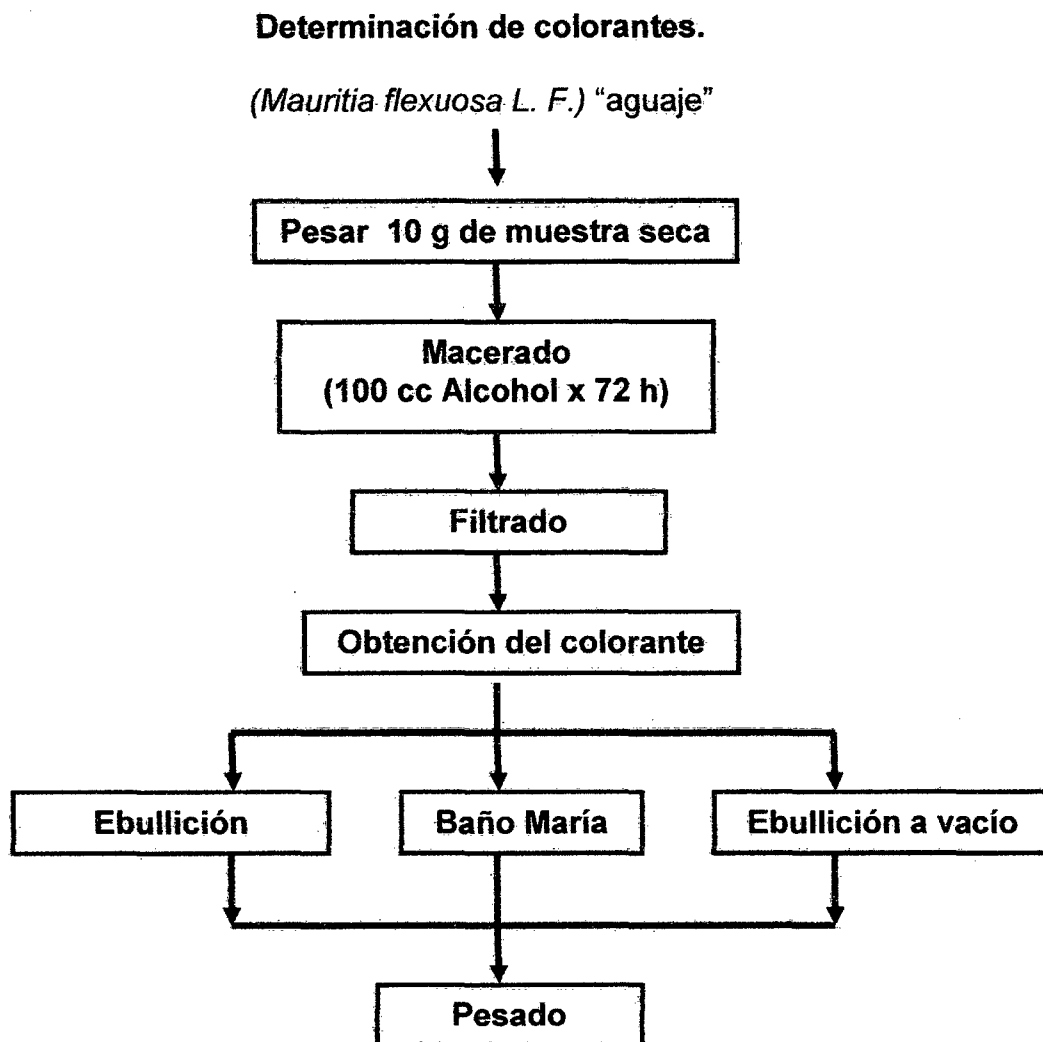 Determinación de colorantes.
(Mauritia flexuosa L. F.) “aguaje”
Pesar 10 g de muestra seca
Macerado
(100 cc Alcohol x 72 h)
Filtrado
Obtención del colorante
Ebullición
Baño María
Ebullición a vacío
Pesado